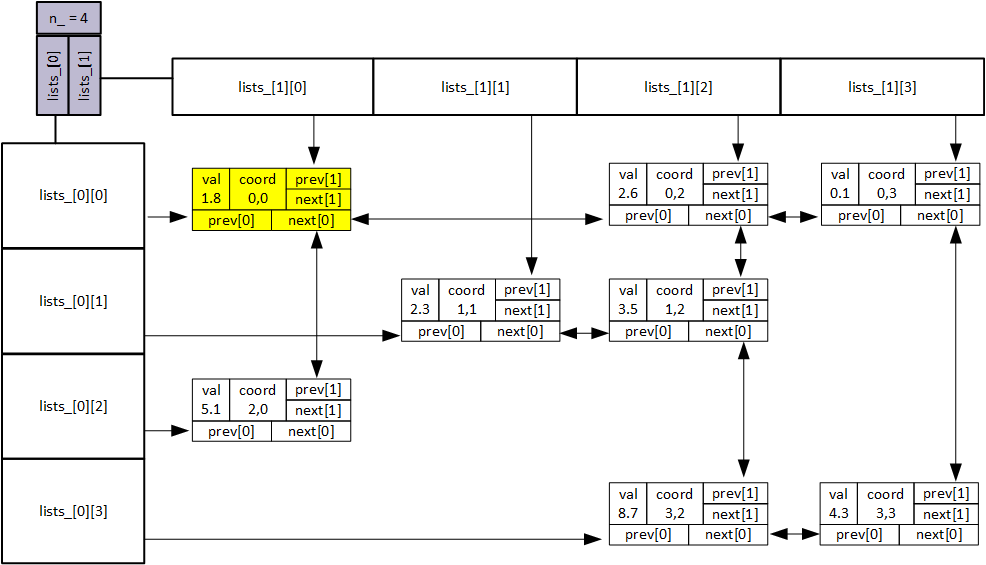 n_ = 4
lists_[0]
lists_[1]
lists_[1][0]
lists_[1][1]
lists_[1][2]
lists_[1][3]
lists_[0][0]
lists_[0][1]
lists_[0][2]
lists_[0][3]
val coord prev[1]
1.8 0,0 next[1]
prev[0] next[0]
val coord prev[1]
2.6 0,2 next[1]
prev[0] next[0]
val coord prev[1]
0.1 0,3 next[1]
prev[0] next[0]
val coord prev[1]
2.3 1,1 next[1]
prev[0] next[0]
val coord prev[1]
3.5 1,2 next[1]
prev[0] next[0]
val coord prev[1]
5.1 2,0 next[1]
prev[0] next[0]
val coord prev[1]
8.7 3,2 next[1]
prev[0] next[0]
val coord prev[1]
4.3 3,3 next[1]
prev[0] next[0]